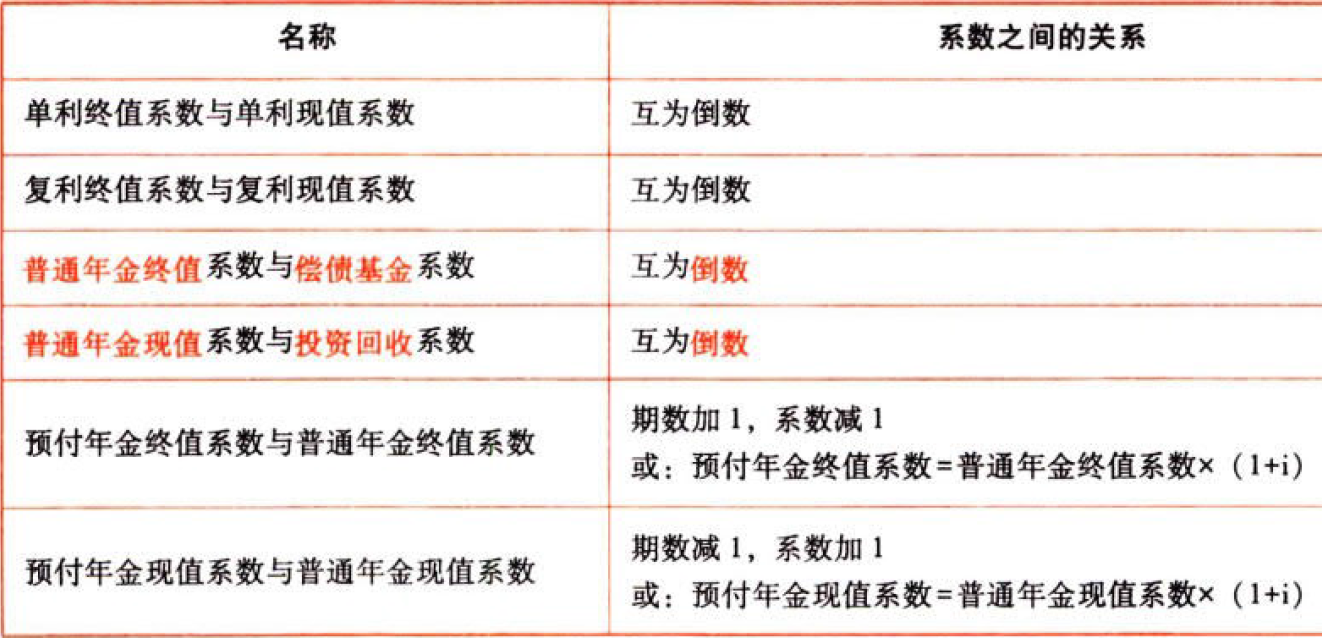 名称 系数之间的关系
单利终值系数与单利现值系数 互为倒数
复利终值系数与复利现值系数 互为倒数
普通年金终值系数与偿债基金系数 互为倒数
普通年金现值系数与投资回收系数 互为倒数
预付年金终值系数与普通年金终值系数
期数加 1，系数减 1
或：预付年金终值系数=普通年金终值系数×（1+i）
预付年金现值系数与普通年金现值系数
期数减 1，系数加 1
或：预付年金现值系数=普通年金现值系数×（1+i）